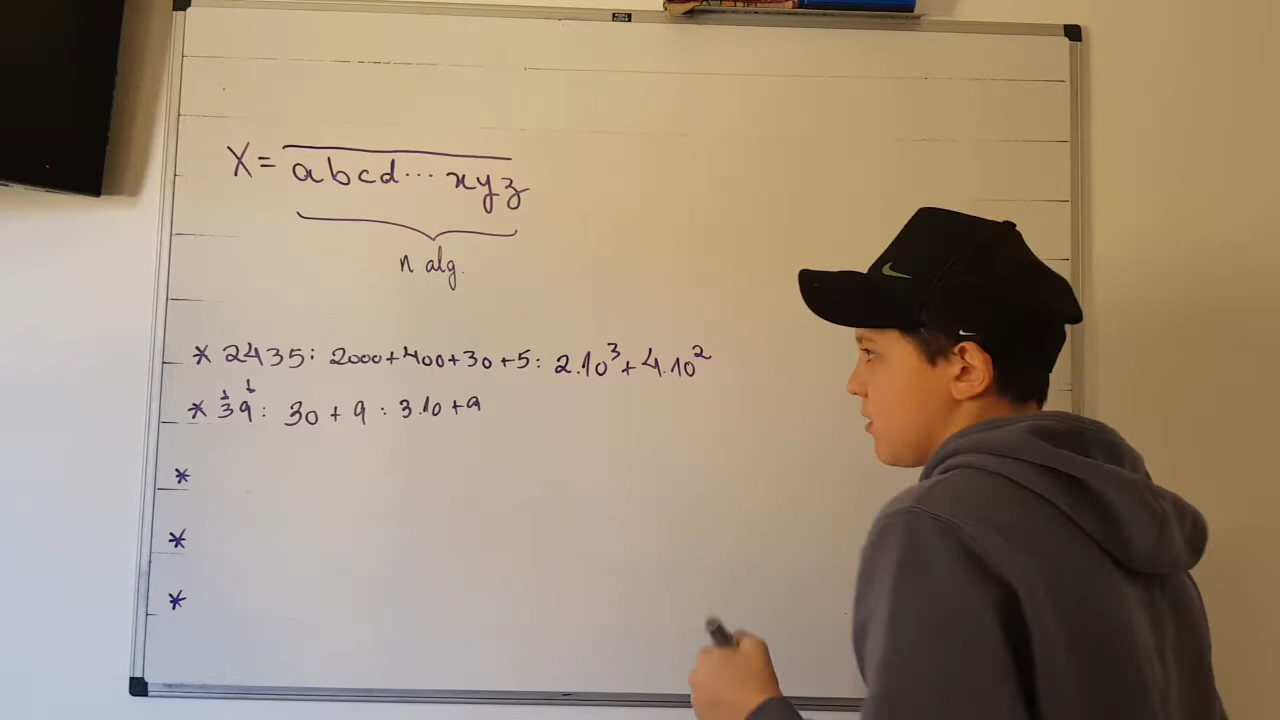 X = abcd... xyz
n alg.
* 2435: 2000+400+30+5: 2.10³+4.10²
* 39: 30 + 9 : 3.10 +9
*
*
*